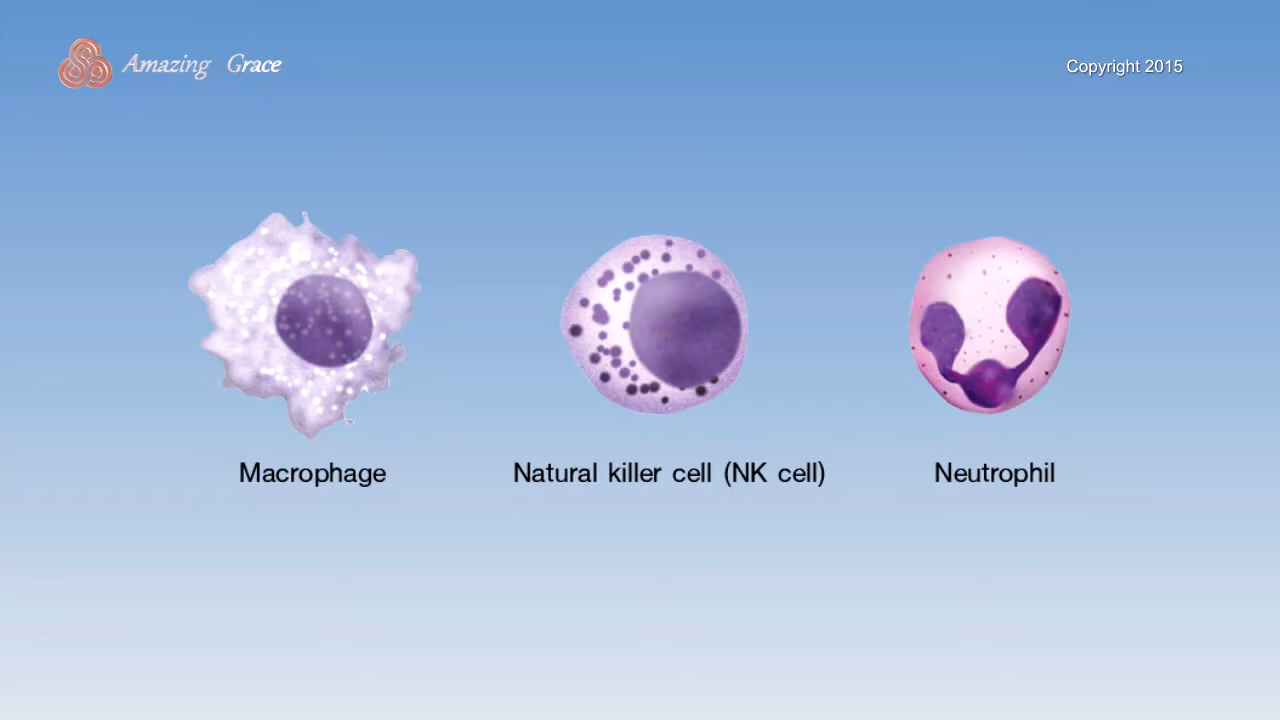 Amazing Grace
Copyright 2015
Macrophage
Natural killer cell (NK cell)
Neutrophil